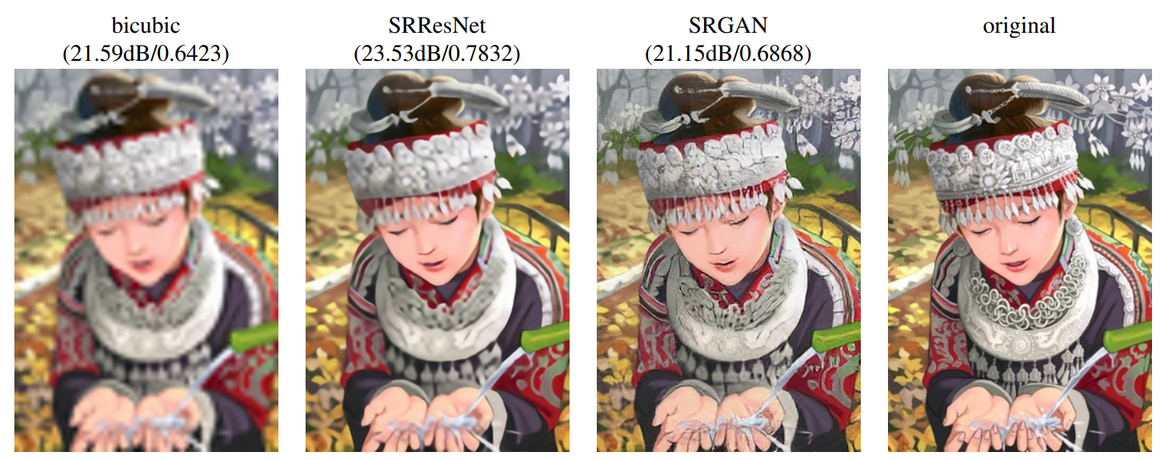 bicubic
(21.59dB/0.6423)
SRResNet
(23.53dB/0.7832)
SRGAN
(21.15dB/0.6868)
original